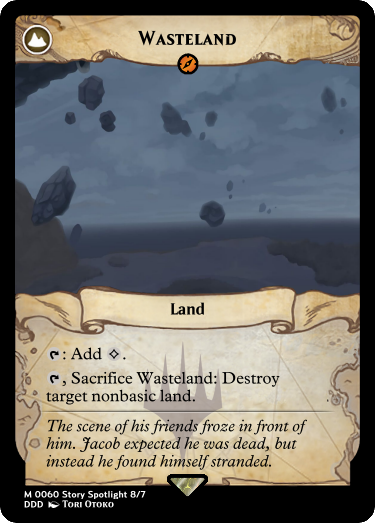 Wasteland
Land
: Add .
, Sacrifice Wasteland: Destroy
target nonbasic land.
The scene of his friends froze in front of
him. Jacob expected he was dead, but
instead he found himself stranded.
M 0060 Story Spotlight 8/7
DDD Tori Otoko